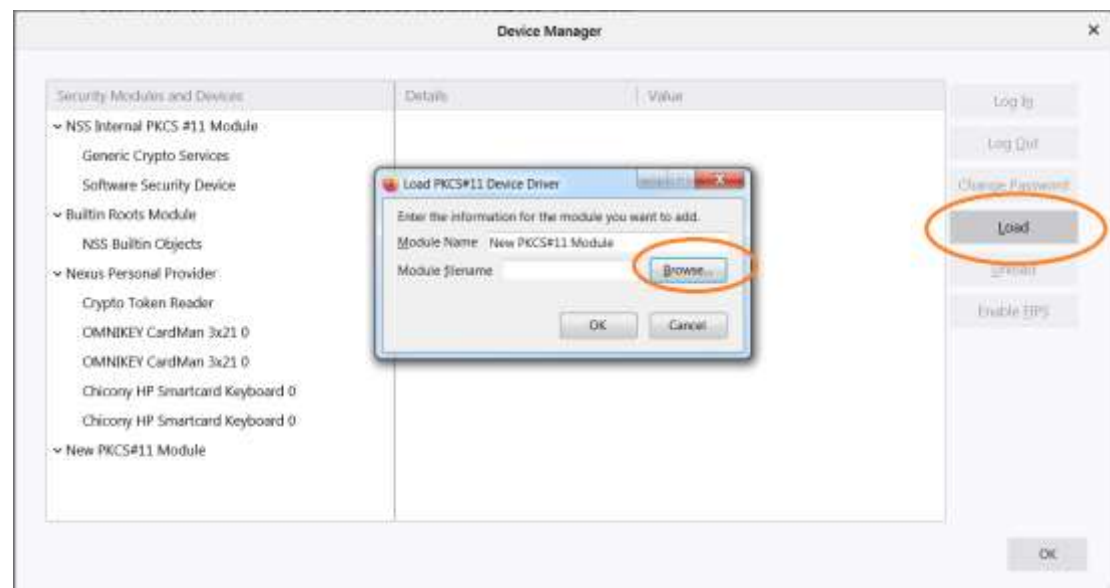 Device Manager
Security Modules and Devices
Details
Value
NSS Internal PKCS #11 Module
Generic Crypto Services
Software Security Device
Builtin Roots Module
NSS Builtin Objects
Nexus Personal Provider
Crypto Token Reader
OMNIKEY CardMan 3x21 0
OMNIKEY CardMan 3x21 0
Chicony HP Smartcard Keyboard 0
Chicony HP Smartcard Keyboard 0
New PKCS#11 Module
Load PKCS#11 Device Driver
Enter the information for the module you want to add.
Module Name New PKCS#11 Module
Module filename Browse...
OK Cancel
Log In
Log Out
Change Password
Load
Unload
Enable FIPS
OK